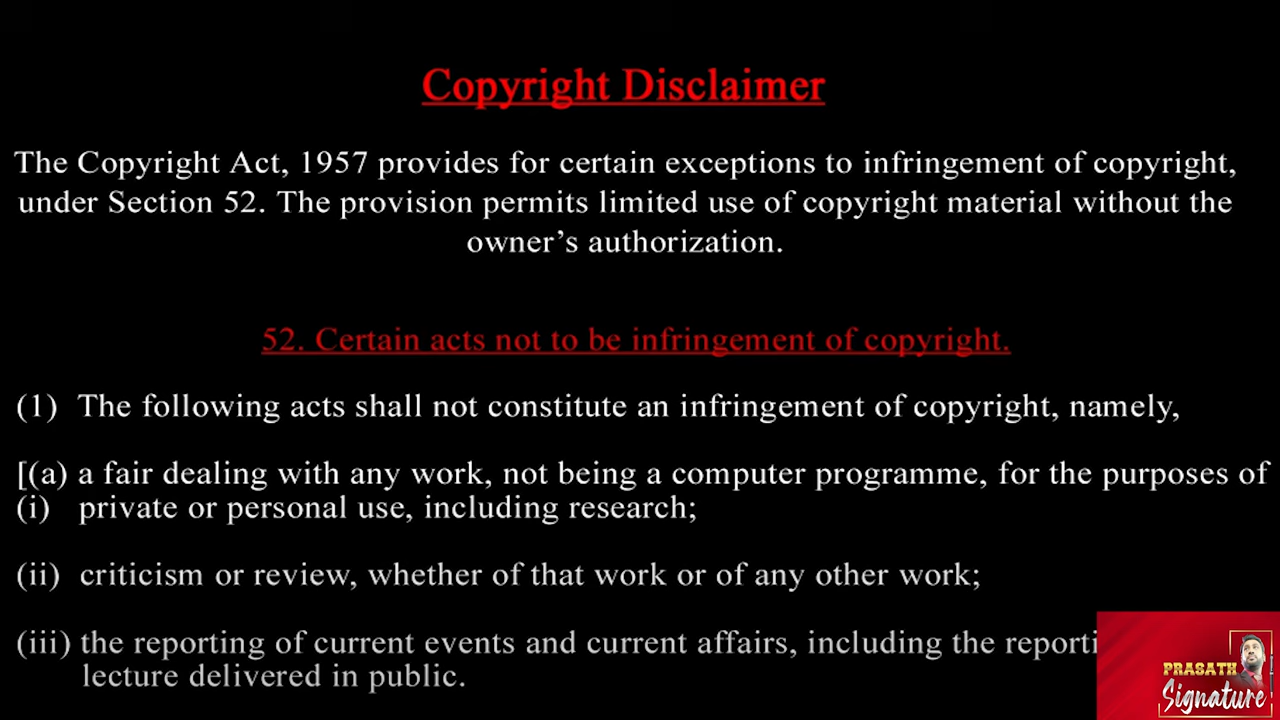 Copyright Disclaimer
The Copyright Act, 1957 provides for certain exceptions to infringement of copyright,
under Section 52. The provision permits limited use of copyright material without the
owner’s authorization.
52. Certain acts not to be infringement of copyright.
(1) The following acts shall not constitute an infringement of copyright, namely,
[(a) a fair dealing with any work, not being a computer programme, for the purposes of
(i) private or personal use, including research;
(ii) criticism or review, whether of that work or of any other work;
(iii) the reporting of current events and current affairs, including the
lecture delivered in public.
PRASATH
Signature